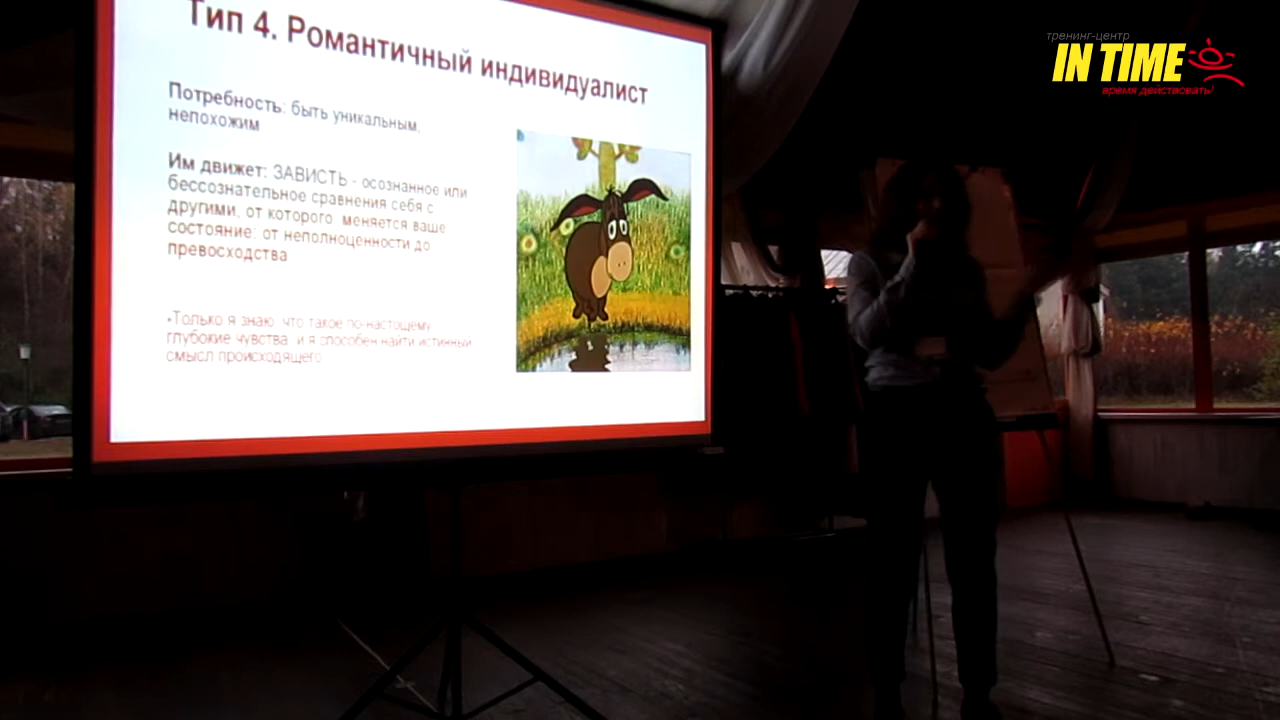 Тип 4. Романтичный индивидуалист
Потребность: быть уникальным,
непохожим
Им движет: ЗАВИСТЬ - осознанное или
бессознательное сравнения себя с
другими, от которого меняется ваше
состояние: от неполноценности до
превосходства
«Только я знаю, что такое по-настоящему
глубокие чувства, и я способен найти истинный
смысл происходящего
тренинг-центр
IN TIME
время действовать!